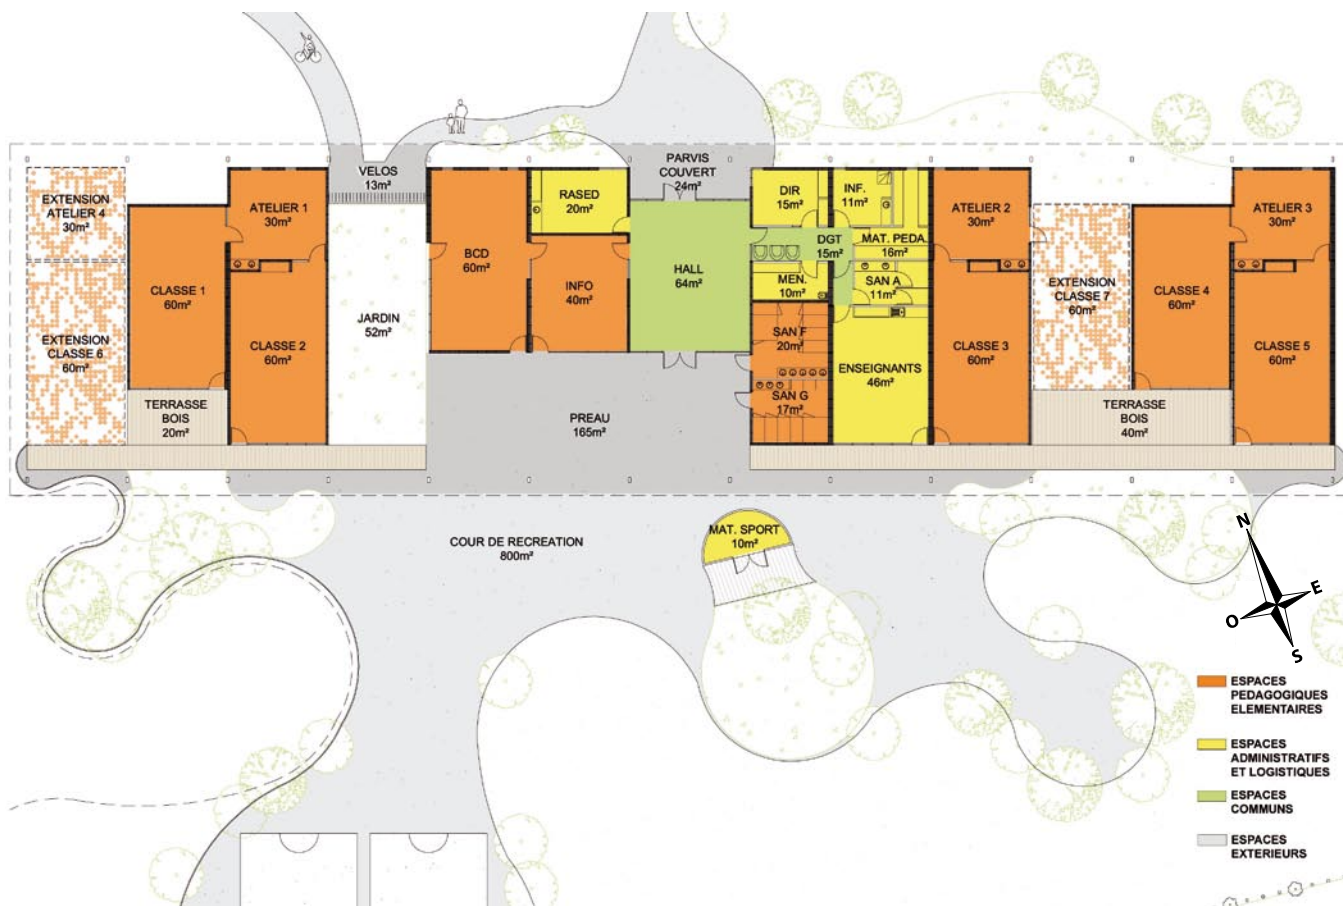 VELOS
13m²
PARVIS
COUVERT
24m²
EXTENSION
ATELIER 4
30m²
ATELIER 1
30m²
RASED
20m²
DIR
15m²
INF.
11m²
ATELIER 2
30m²
ATELIER 3
30m²
DGT
15m²
MAT. PEDA.
16m²
BCD
60m²
HALL
64m²
MEN.
10m²
SAN A
11m²
INFO
40m²
CLASSE 1
60m²
JARDIN
52m²
EXTENSION
CLASSE 7
60m²
CLASSE 4
60m²
EXTENSION
CLASSE 6
60m²
CLASSE 2
60m²
SAN F
20m²
CLASSE 3
60m²
CLASSE 5
60m²
ENSEIGNANTS
46m²
SAN G
17m²
TERRASSE
BOIS
20m²
PREAU
165m²
TERRASSE
BOIS
40m²
MAT. SPORT
10m²
COUR DE RECREATION
800m²
N
E
O
S
ESPACES
PEDAGOGIQUES
ELEMENTAIRES
ESPACES
ADMINISTRATIFS
ET LOGISTIQUES
ESPACES
COMMUNS
ESPACES
EXTERIEURS